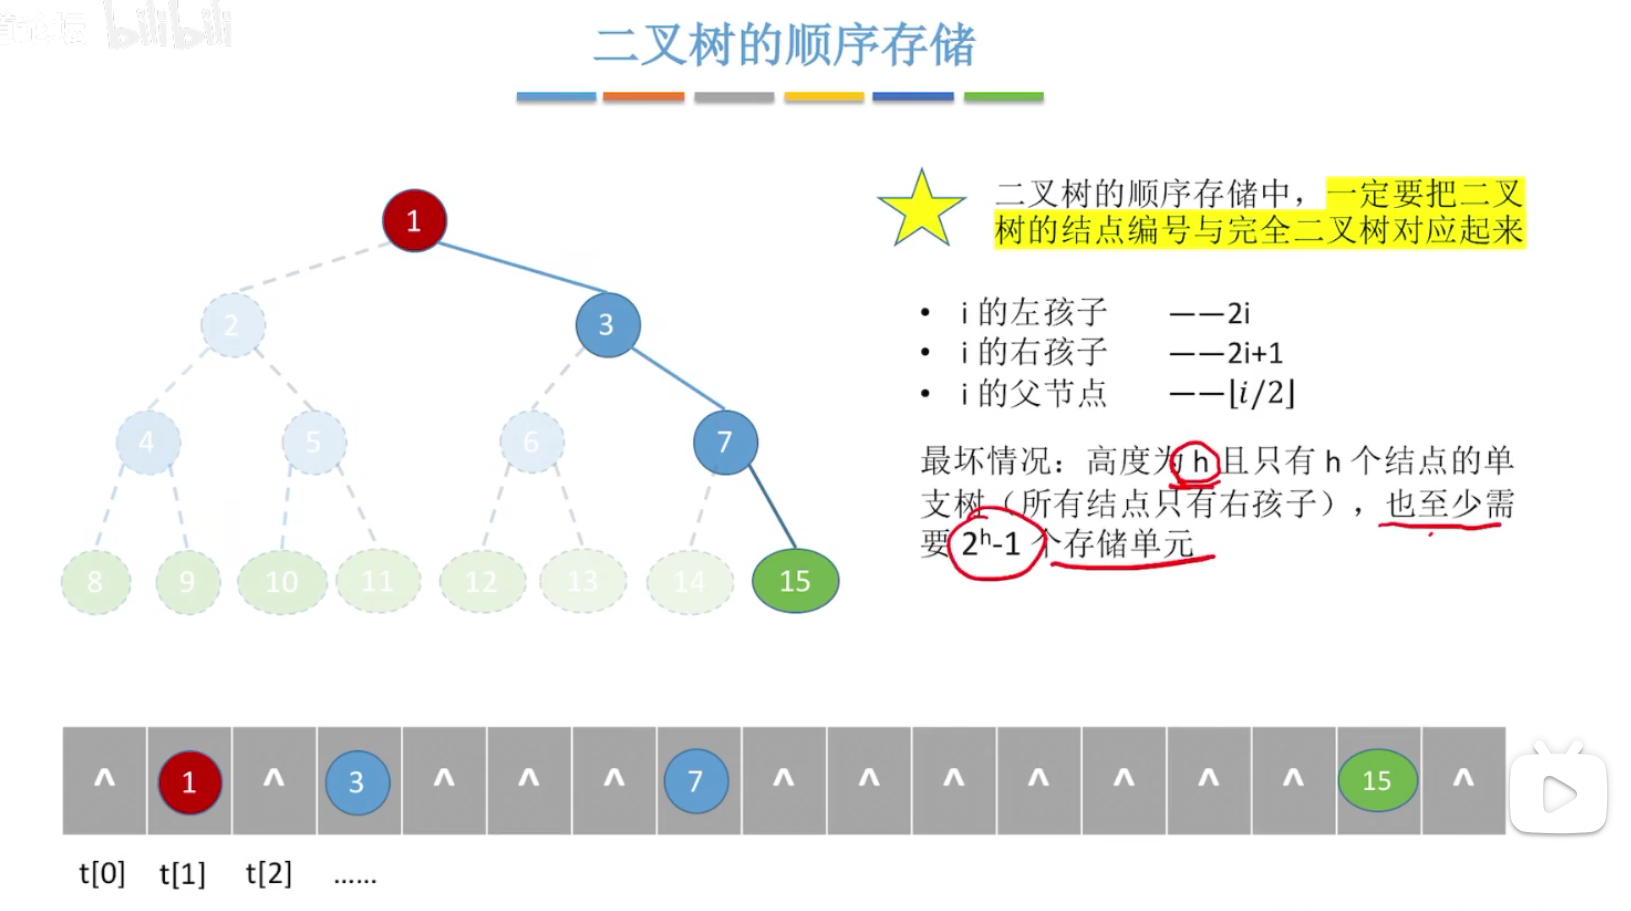 bilibili
二叉树的顺序存储
1
2
3
4
5
6
7
8
9
10
11
12
13
14
15
二叉树的顺序存储中，一定要把二叉
树的结点编号与完全二叉树对应起来
• i 的左孩子 ——2i
• i 的右孩子 ——2i+1
• i 的父节点 ——⌊i/2⌋
最坏情况：高度为 h 且只有 h 个结点的单
支树（所有结点只有右孩子），也至少需
要 2ʰ-1 个存储单元
^ 1 ^ 3 ^ ^ ^ 7 ^ ^ ^ ^ ^ ^ ^ 15 ^
t[0] t[1] t[2] ……